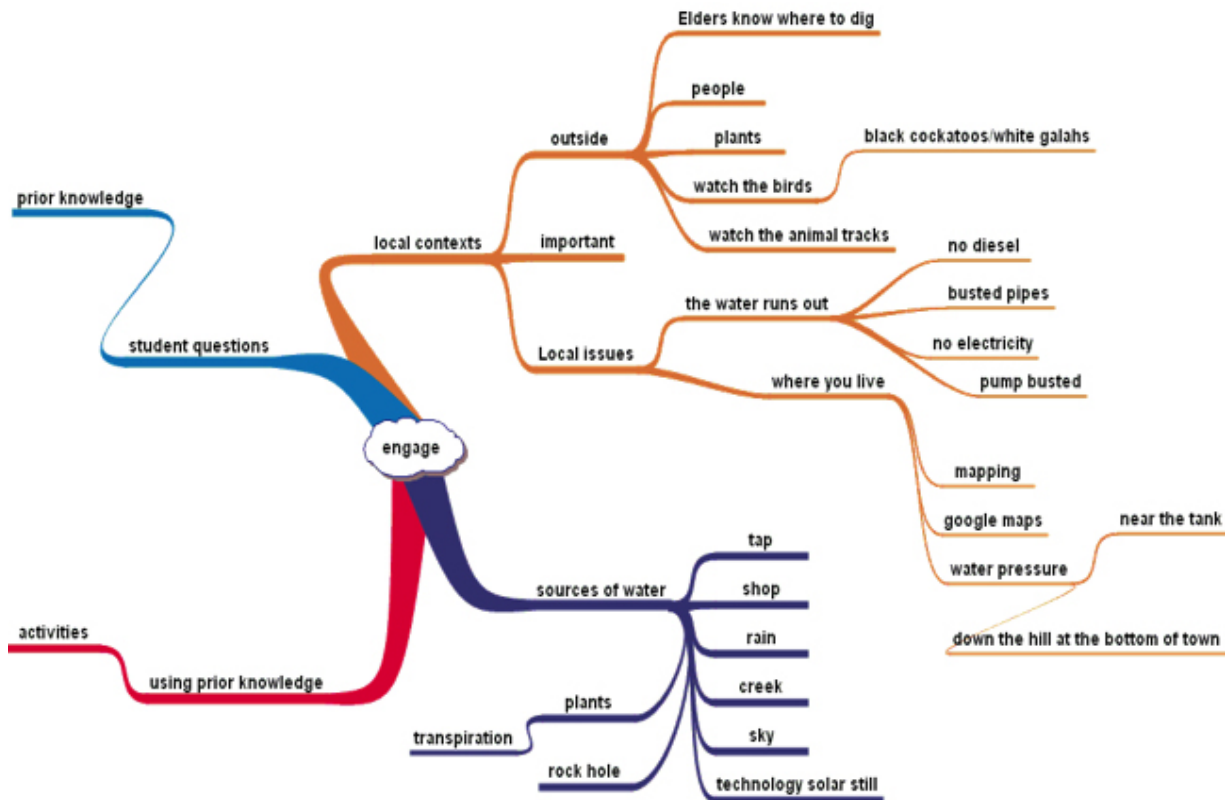 Elders know where to dig
people
outside
plants
black cockatoos/white galahs
watch the birds
prior knowledge
local contexts
important
watch the animal tracks
no diesel
the water runs out
busted pipes
student questions
Local issues
no electricity
where you live
pump busted
engage
mapping
google maps
near the tank
water pressure
down the hill at the bottom of town
tap
sources of water
shop
activities
rain
using prior knowledge
creek
plants
transpiration
sky
rock hole
technology solar still